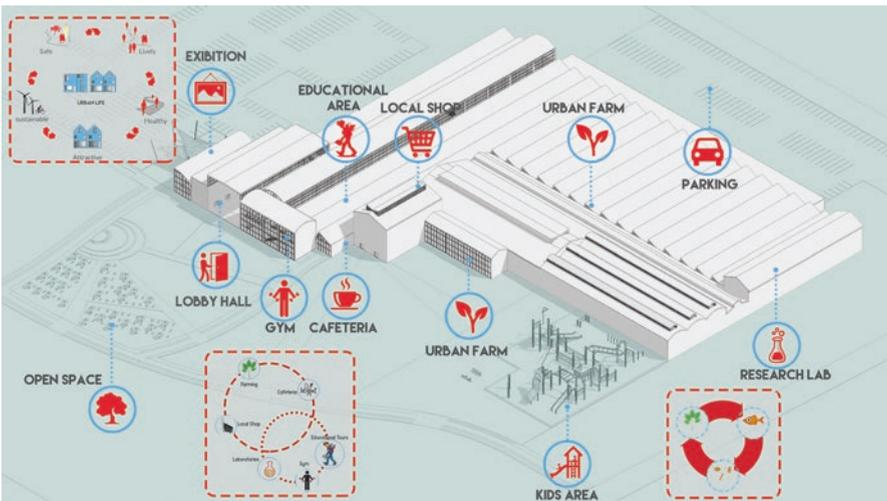 Safe
Lively
URBAN LIFE
sustainable
Healthy
Attractive
EXIBITION
EDUCATIONAL
AREA
LOCAL SHOP
URBAN FARM
PARKING
LOBBY HALL
GYM
CAFETERIA
URBAN FARM
RESEARCH LAB
OPEN SPACE
KIDS AREA
Farming
Cafeteria
Local Shop
Educational Tours
Laboratories
Gym